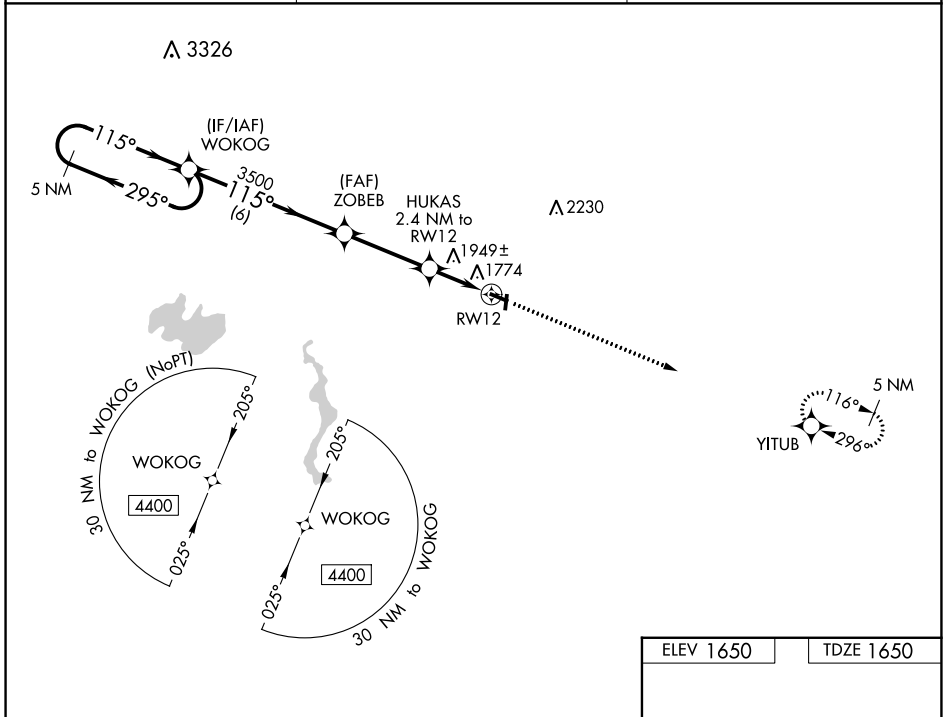 3326
(IF/IAF)
WOKOG
115°
5 NM
295°
3500
115°
(6)
(FAF)
ZOBEB
HUKAS
2.4 NM to
RW12
2230
1949±
1774
RW12
5 NM
116°
296°
YITUB
30 NM to WOKOG (NoPT)
205°
WOKOG
4400
025°
205°
WOKOG
4400
025°
30 NM to WOKOG
ELEV 1650
TDZE 1650